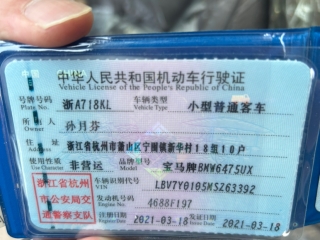 中华人民共和国机动车行驶证
Vehicle License of the People's Republic of China
号牌号码 浙A718KL 车辆类型 小型普通客车
Plate No. Vehicle Type
所有人 孙月芬
Owner
住址 浙江省杭州市萧山区宁围镇新华村18组10户
Address
使用性质 非营运 品牌型号 宝马牌BMW6475UX
Use Character Model
浙江省杭州市公安局交通警察支队
车辆识别代号 LBV7Y0105MSZ63392
VIN
发动机号码 4688F197
Engine No.
注册日期 2021-03-18 发证日期 2021-03-18
Register Date Issue Date